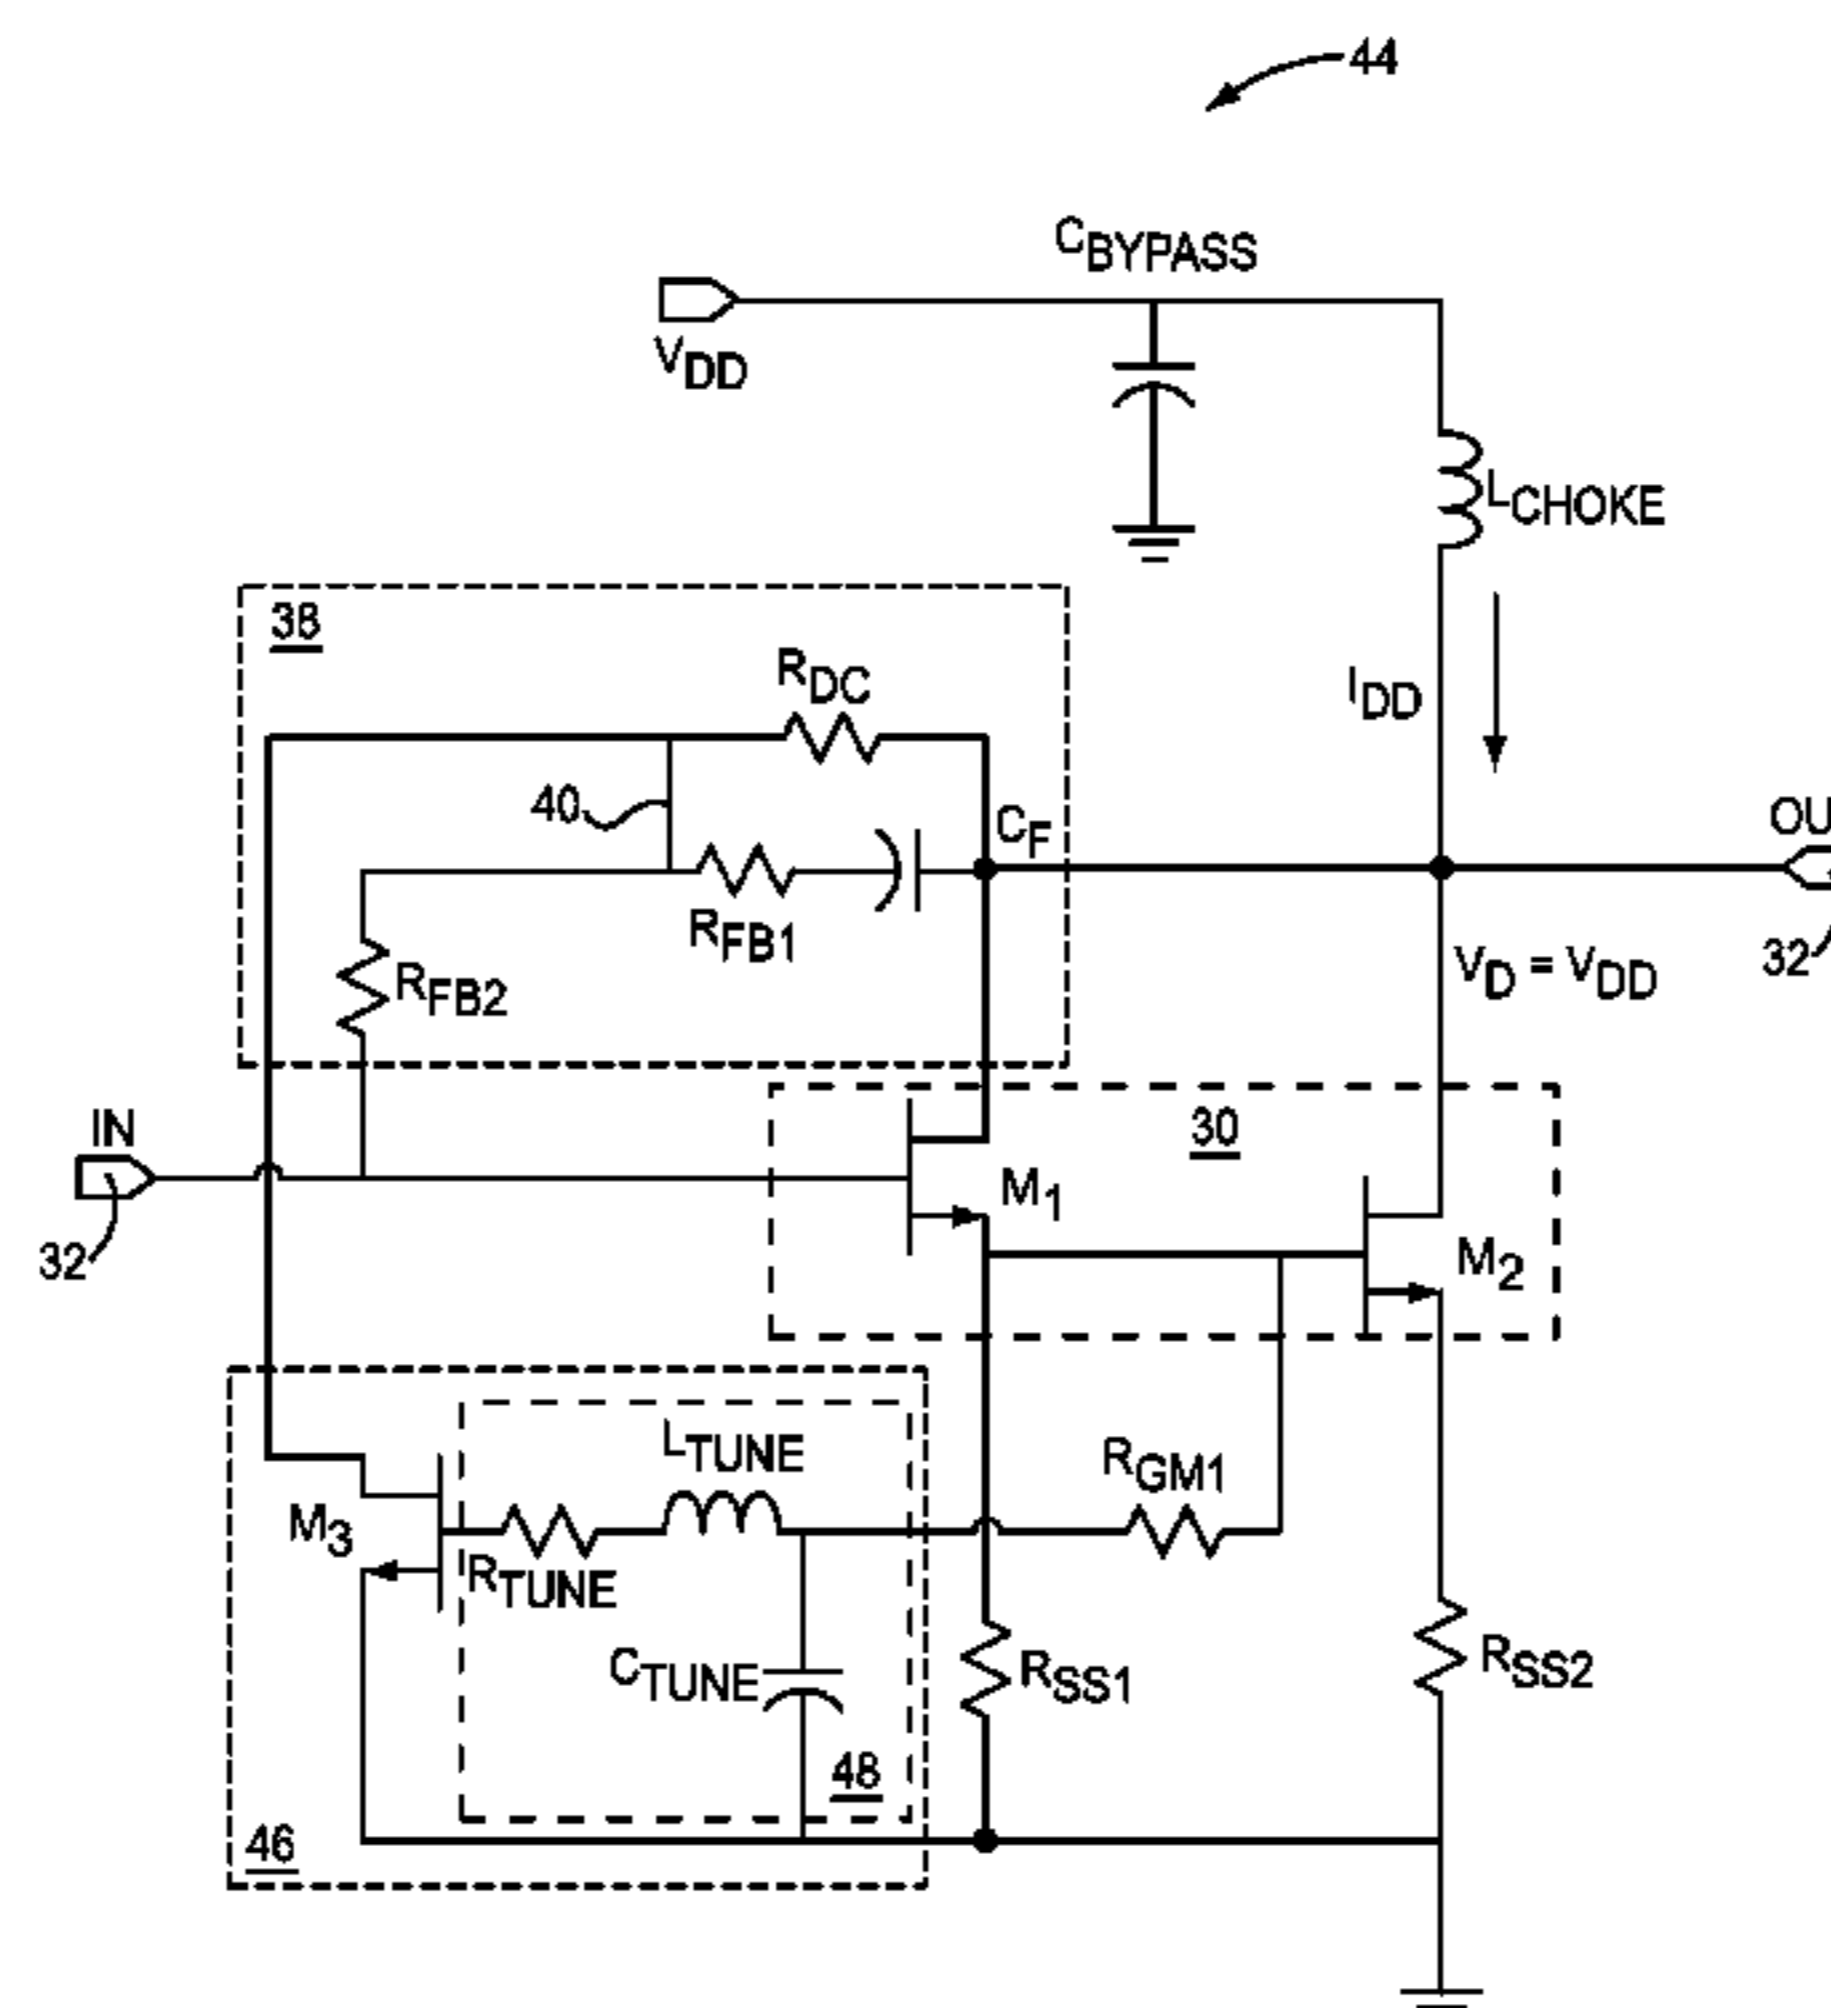 44
CBYPASS
VDD
LCHOKE
38
RDC
IDD
40
CF
OU
RFB1
RFB2
VD = VDD
32
IN
30
M1
32
M2
LTUNE
RGM1
M3
RTUNE
CTUNE
RSS1
RSS2
48
46